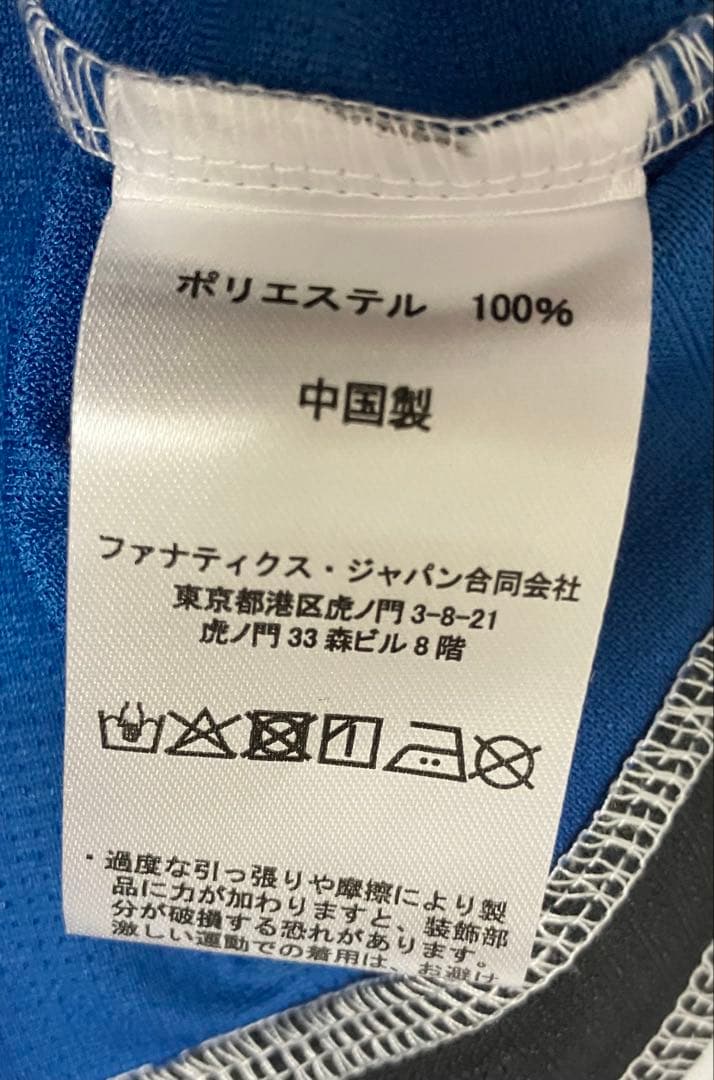 ポリエステル 100%
中国製
ファナティクス・ジャパン合同会社
東京都港区虎ノ門 3-8-21
虎ノ門 33 森ビル 8 階
・過度な引っ張りや摩擦により製
品に力が加わりますと、装飾部
分が破損する恐れがあります。
激しい運動での着用は、お避け